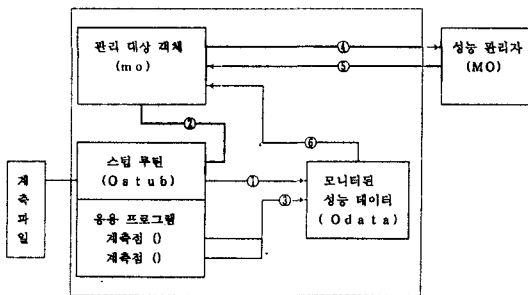 관리 대상 객체
(mo)
④
⑤
성능 관리자
(MO)
②
⑥
스텁 루틴
(Ostub)
①
모니터된
성능 데이터
(Odata)
③
계측파일
응용 프로그램
계측점 ()
계측점 ()